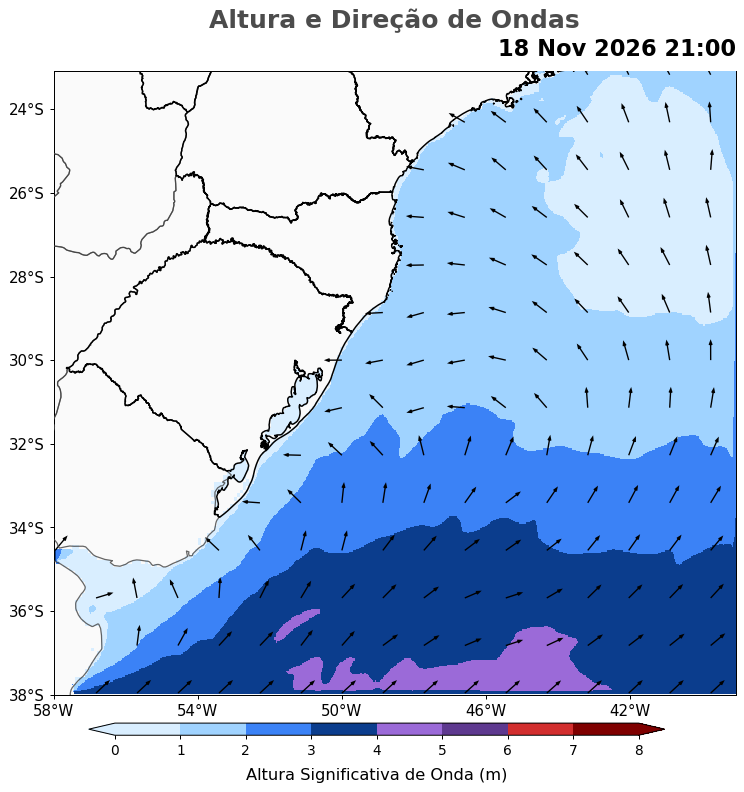 Altura e Direção de Ondas
18 Nov 2026 21:00
24°S
26°S
28°S
30°S
32°S
34°S
36°S
38°S
58°W 54°W 50°W 46°W 42°W
0 1 2 3 4 5 6 7 8
Altura Significativa de Onda (m)